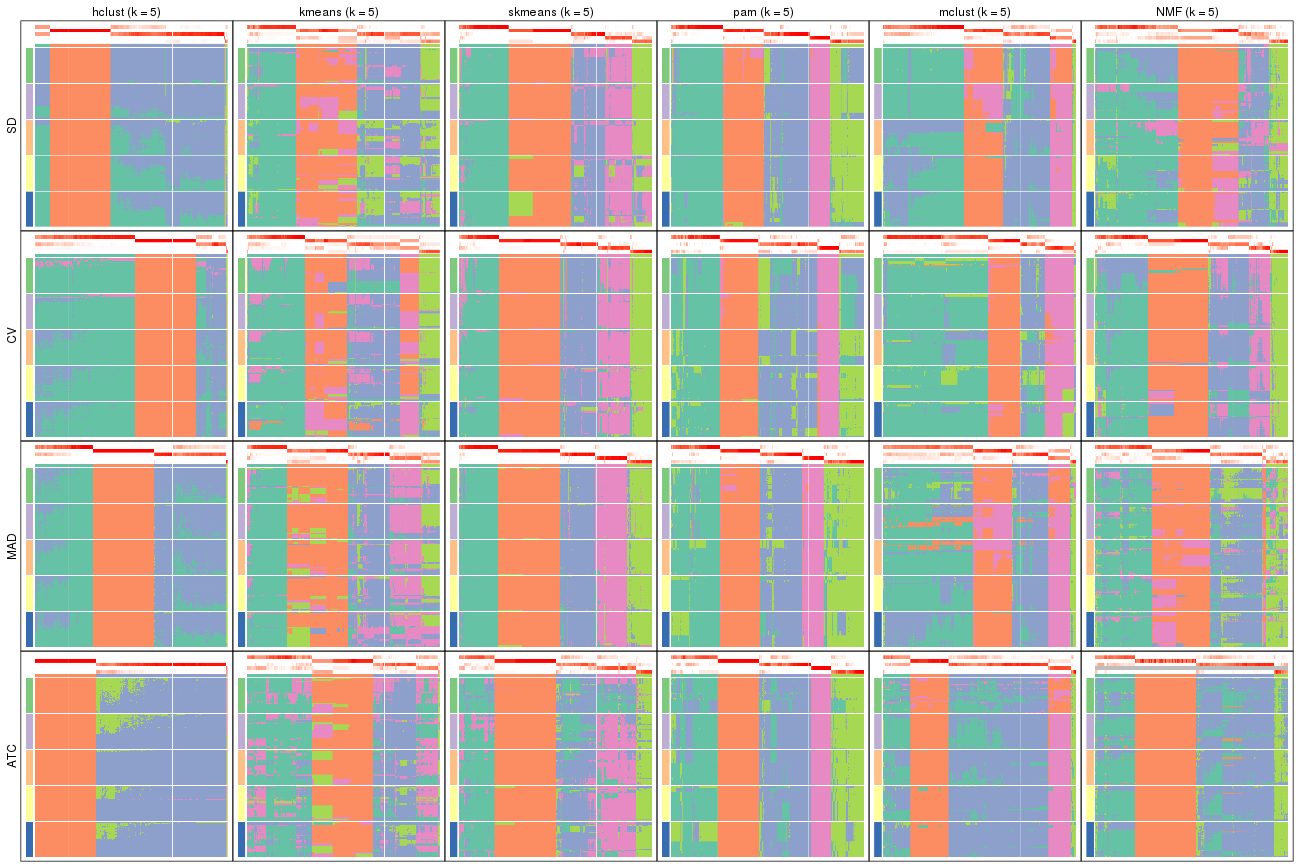 hclust (k = 5) kmeans (k = 5) skmeans (k = 5) pam (k = 5) mclust (k = 5) NMF (k = 5)
SD
CV
MAD
ATC